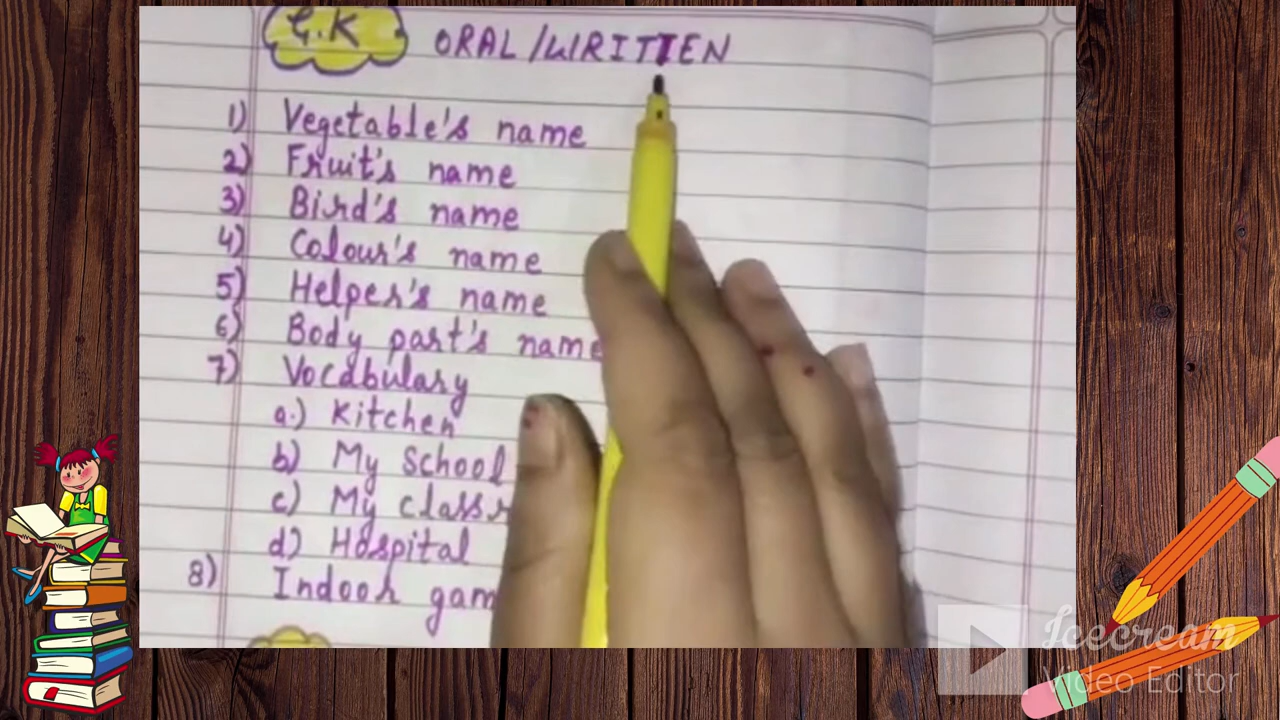 G.K ORAL/WRITTEN
1) Vegetable's name
2) Fruit's name
3) Bird's name
4) Colour's name
5) Helper's name
6) Body part's name
7) Vocabulary
a.) Kitchen
b) My School
c) My classr
d) Hospital
8) Indoor gam
Icecream
Video Editor